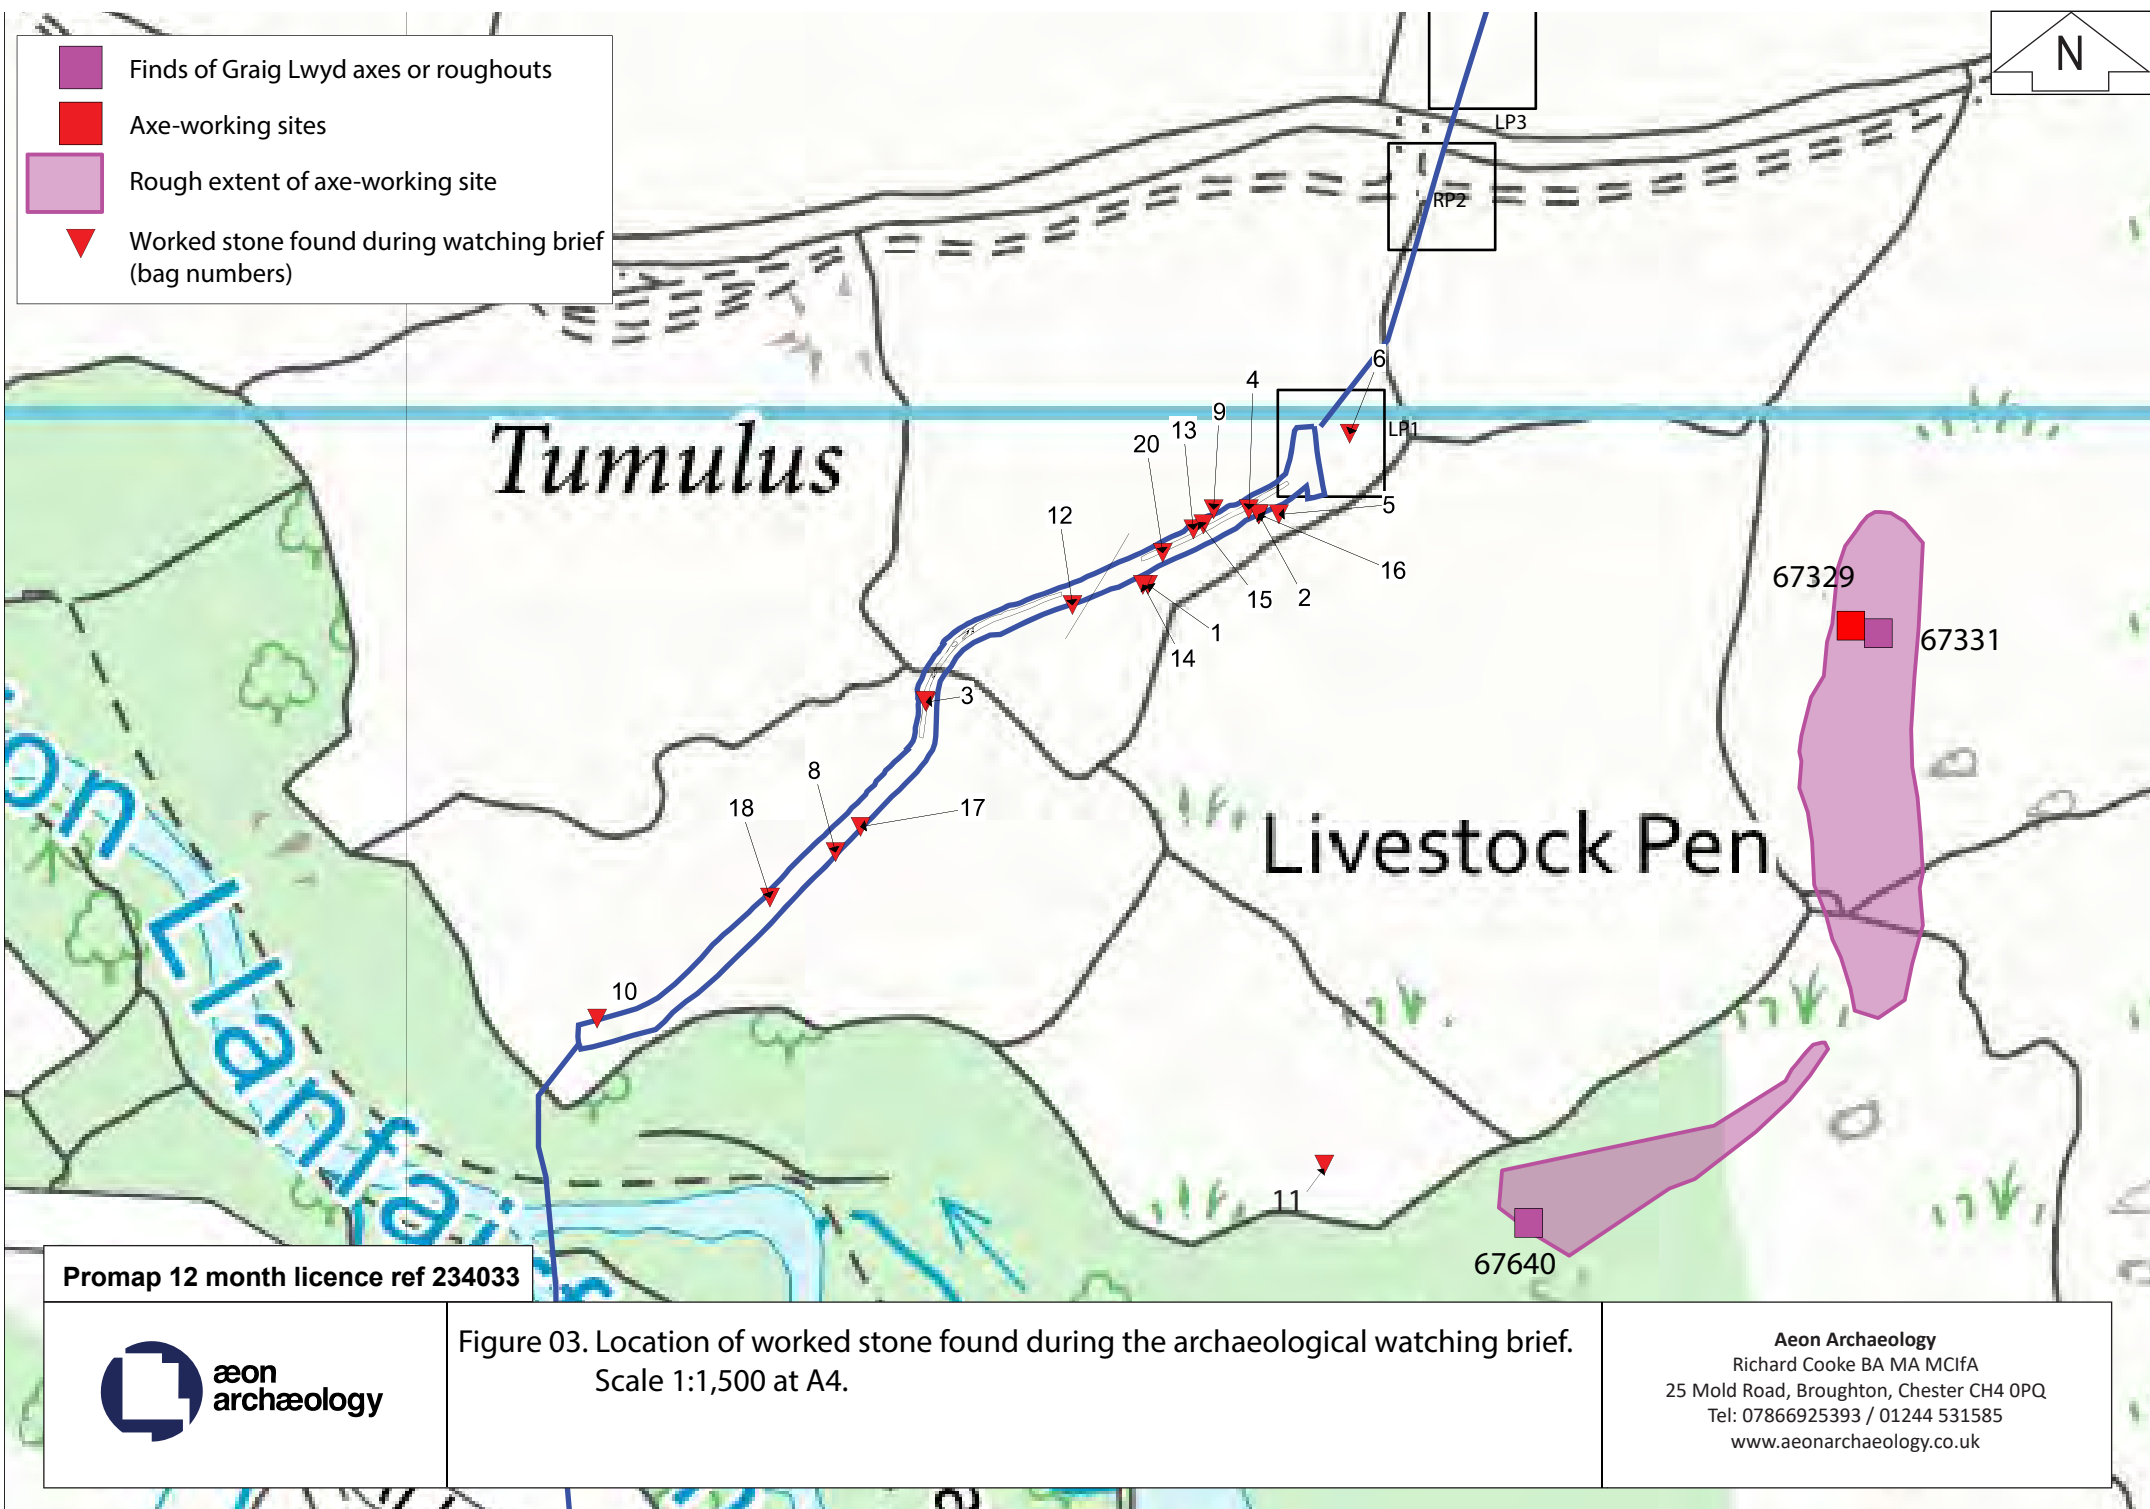 Finds of Graig Lwyd axes or roughouts
Axe-working sites
Rough extent of axe-working site
Worked stone found during watching brief
(bag numbers)
N
LP3
RP2
6
4
9
LP1
13
20
Tumulus
5
12
16
67329
15
2
1
67331
14
3
8
18
17
Livestock Pen
on Llanfair
10
11
67640
Promap 12 month licence ref 234033
æon
archæology
Figure 03. Location of worked stone found during the archaeological watching brief.
Scale 1:1,500 at A4.
Aeon Archaeology
Richard Cooke BA MA MCIfA
25 Mold Road, Broughton, Chester CH4 0PQ
Tel: 07866925393 / 01244 531585
www.aeonarchaeology.co.uk